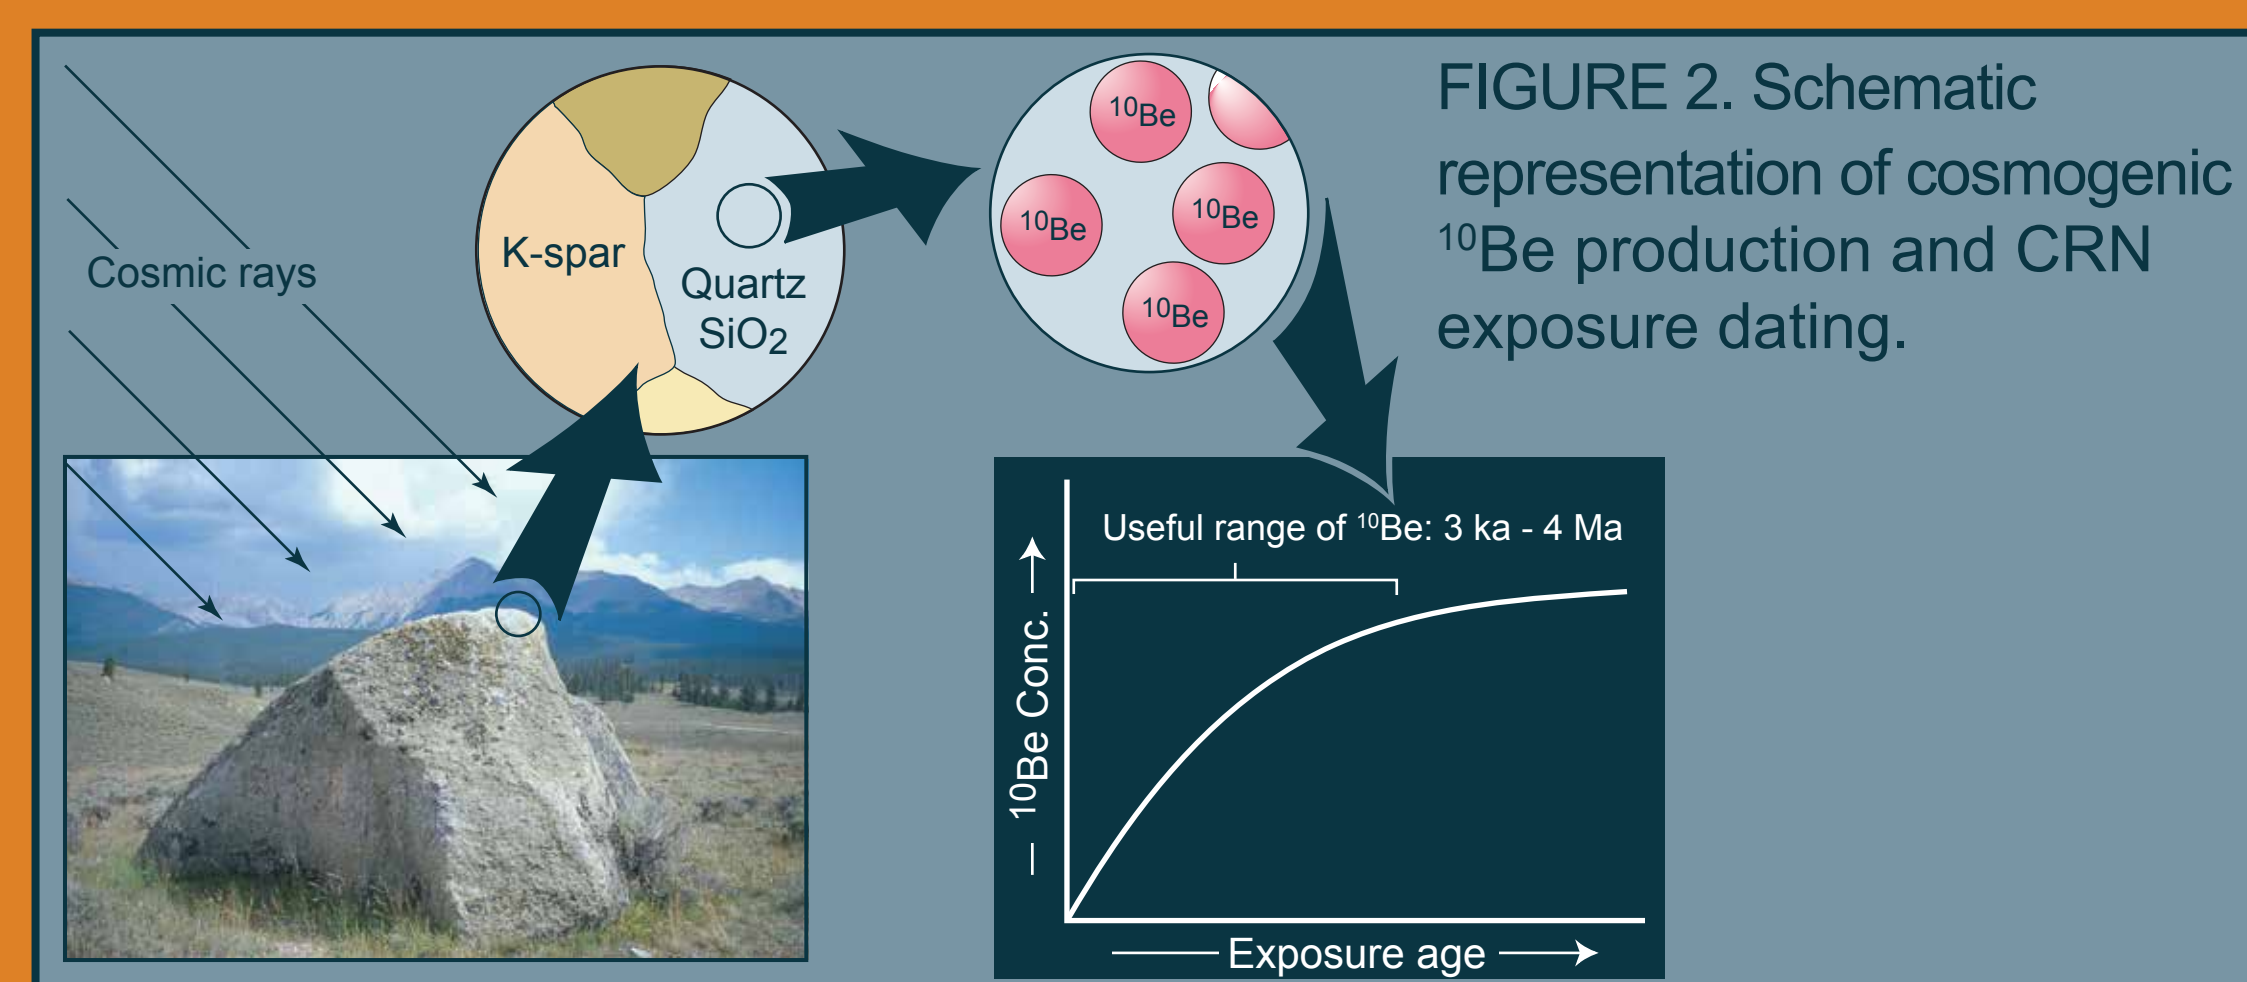 FIGURE 2. Schematic
representation of cosmogenic
¹⁰Be production and CRN
exposure dating.
Cosmic rays
K-spar
Quartz
SiO₂
¹⁰Be
¹⁰Be
¹⁰Be
¹⁰Be
Useful range of ¹⁰Be: 3 ka - 4 Ma
¹⁰Be Conc.
Exposure age